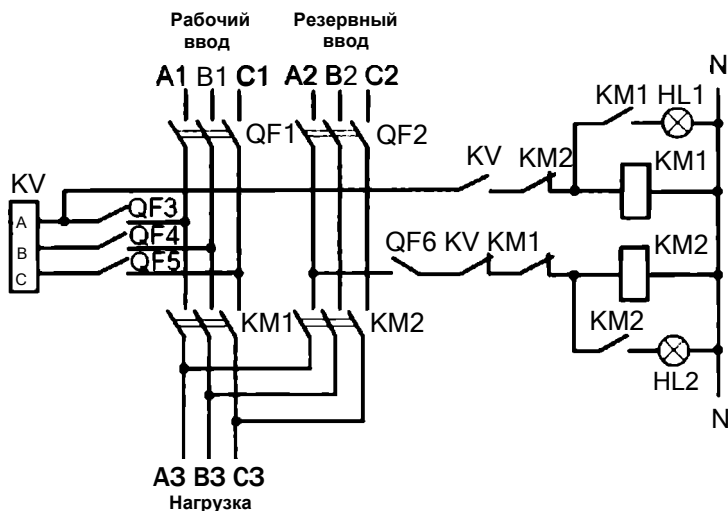 Рабочий
ввод
Резервный
ввод
A1 B1 C1 A2 B2 C2
N
KM1 HL1
QF1 QF2
KV KM2 KM1
KV
A
QF3
B
QF4
C
QF5
QF6 KV KM1 KM2
KM1 KM2
KM2
HL2
N
A3 B3 C3
Нагрузка